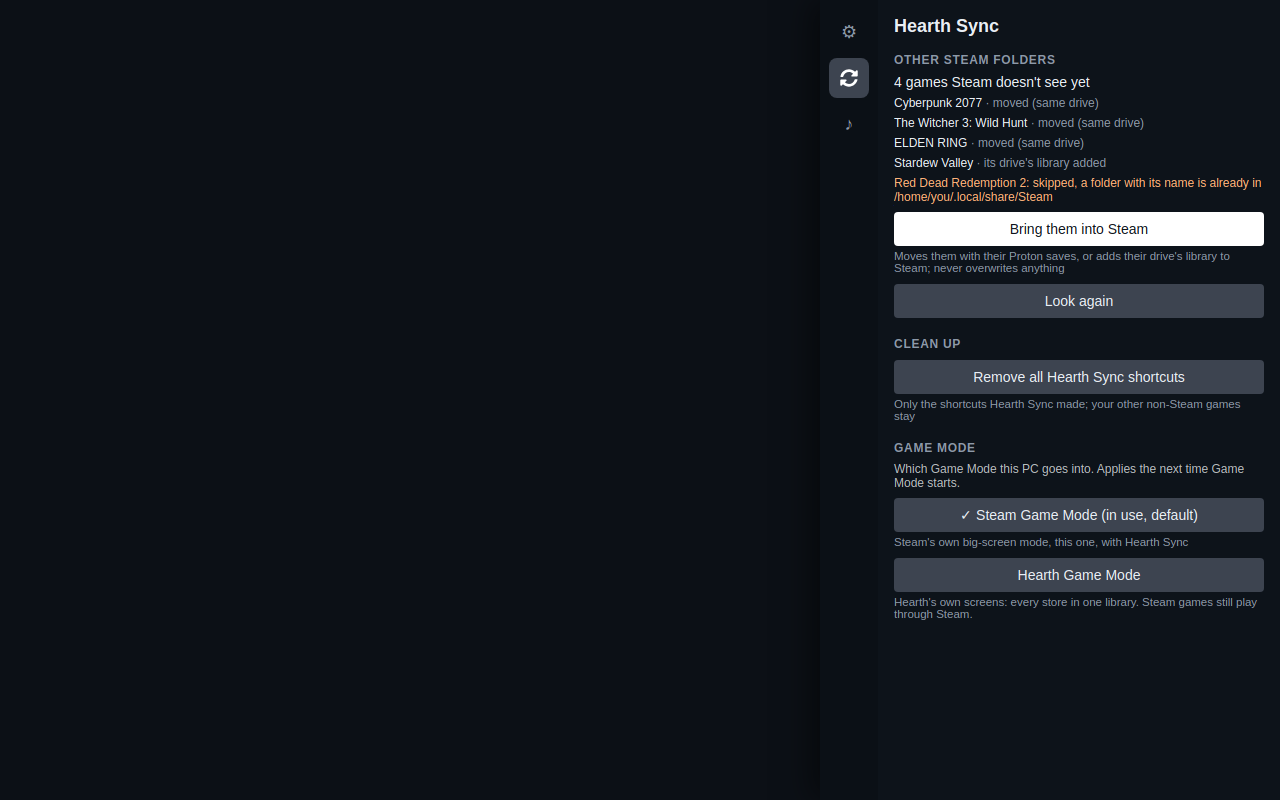 Hearth Sync
OTHER STEAM FOLDERS
4 games Steam doesn't see yet
Cyberpunk 2077 · moved (same drive)
The Witcher 3: Wild Hunt · moved (same drive)
ELDEN RING · moved (same drive)
Stardew Valley · its drive's library added
Red Dead Redemption 2: skipped, a folder with its name is already in
/home/you/.local/share/Steam
Bring them into Steam
Moves them with their Proton saves, or adds their drive's library to
Steam; never overwrites anything
Look again
CLEAN UP
Remove all Hearth Sync shortcuts
Only the shortcuts Hearth Sync made; your other non-Steam games
stay
GAME MODE
Which Game Mode this PC goes into. Applies the next time Game
Mode starts.
✓ Steam Game Mode (in use, default)
Steam's own big-screen mode, this one, with Hearth Sync
Hearth Game Mode
Hearth's own screens: every store in one library. Steam games still play
through Steam.